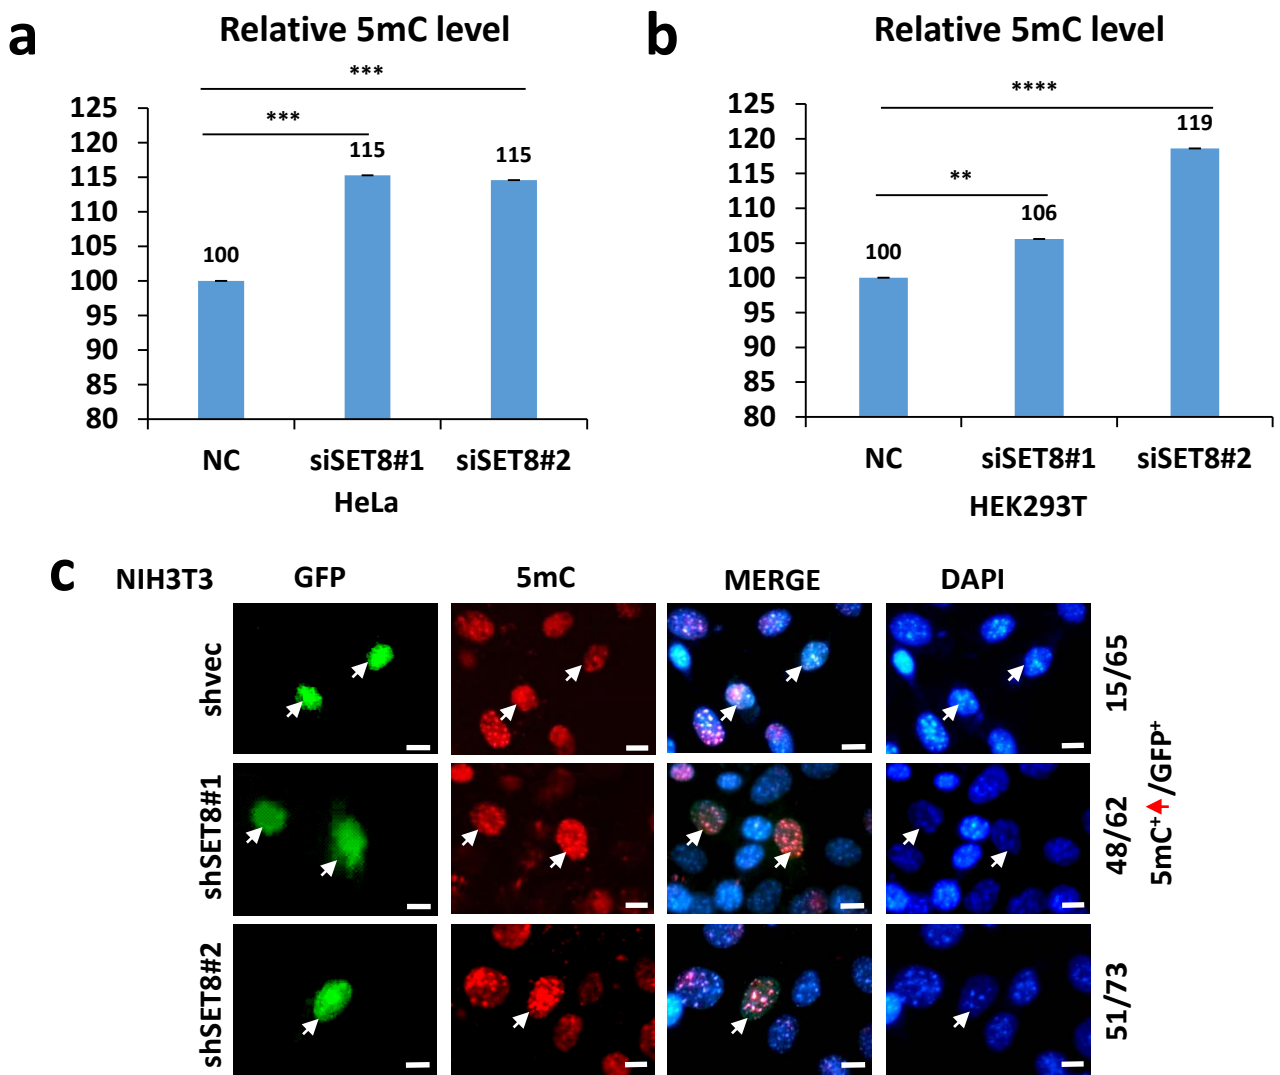 a
Relative 5mC level
***
***
125
120
115
110
105
100
95
90
85
80
100
115
115
NC
siSET8#1
siSET8#2
HeLa
b
Relative 5mC level
****
**
125
120
115
110
105
100
95
90
85
80
100
106
119
NC
siSET8#1
siSET8#2
HEK293T
c
NIH3T3
GFP
5mC
MERGE
DAPI
shvec
15/65
shSET8#1
48/62
shSET8#2
51/73
5mC⁺↑/GFP⁺